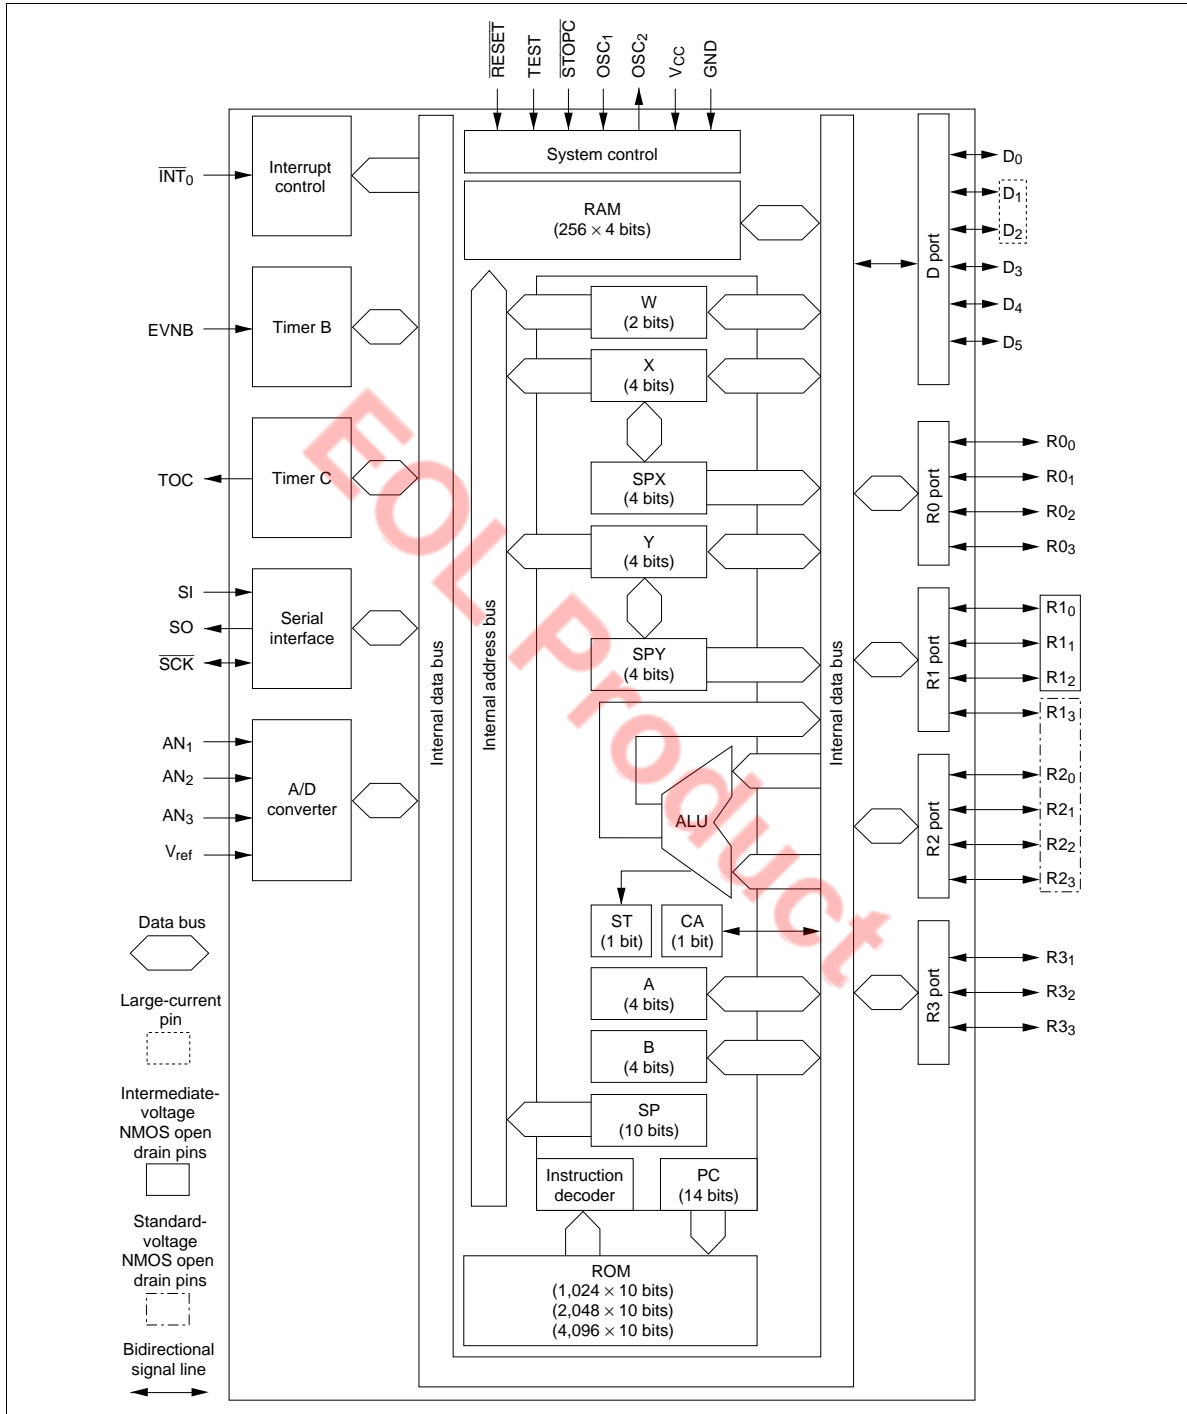 R̅E̅S̅E̅T̅
TEST
S̅T̅O̅P̅C̅
OSC₁
OSC₂
VCC
GND
System control
RAM
(256 × 4 bits)
I̅N̅T̅₀
Interrupt
control
EVNB
Timer B
TOC
Timer C
SI
SO
S̅C̅K̅
Serial
interface
AN₁
AN₂
AN₃
Vref
A/D
converter
Internal data bus
Internal address bus
W
(2 bits)
X
(4 bits)
SPX
(4 bits)
Y
(4 bits)
SPY
(4 bits)
ALU
ST
(1 bit)
CA
(1 bit)
A
(4 bits)
B
(4 bits)
SP
(10 bits)
Instruction
decoder
PC
(14 bits)
ROM
(1,024 × 10 bits)
(2,048 × 10 bits)
(4,096 × 10 bits)
Internal data bus
D port
D₀
D₁
D₂
D₃
D₄
D₅
R0 port
R0₀
R0₁
R0₂
R0₃
R1 port
R1₀
R1₁
R1₂
R1₃
R2 port
R2₀
R2₁
R2₂
R2₃
R3 port
R3₁
R3₂
R3₃
Data bus
Large-current
pin
Intermediate-
voltage
NMOS open
drain pins
Standard-
voltage
NMOS open
drain pins
Bidirectional
signal line
EOL Product